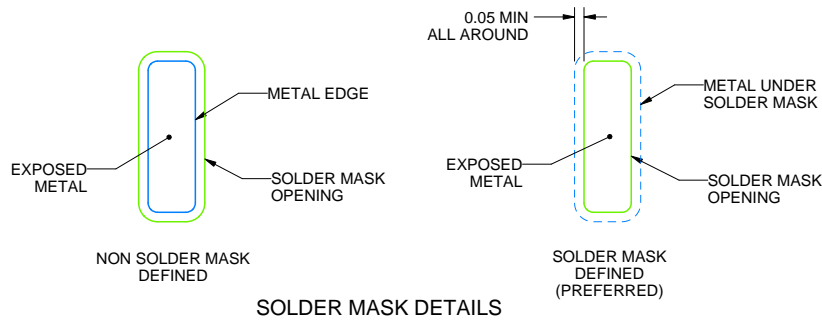 0.05 MIN
ALL AROUND
METAL EDGE
EXPOSED
METAL
SOLDER MASK
OPENING
NON SOLDER MASK
DEFINED
METAL UNDER
SOLDER MASK
EXPOSED
METAL
SOLDER MASK
OPENING
SOLDER MASK
DEFINED
(PREFERRED)
SOLDER MASK DETAILS